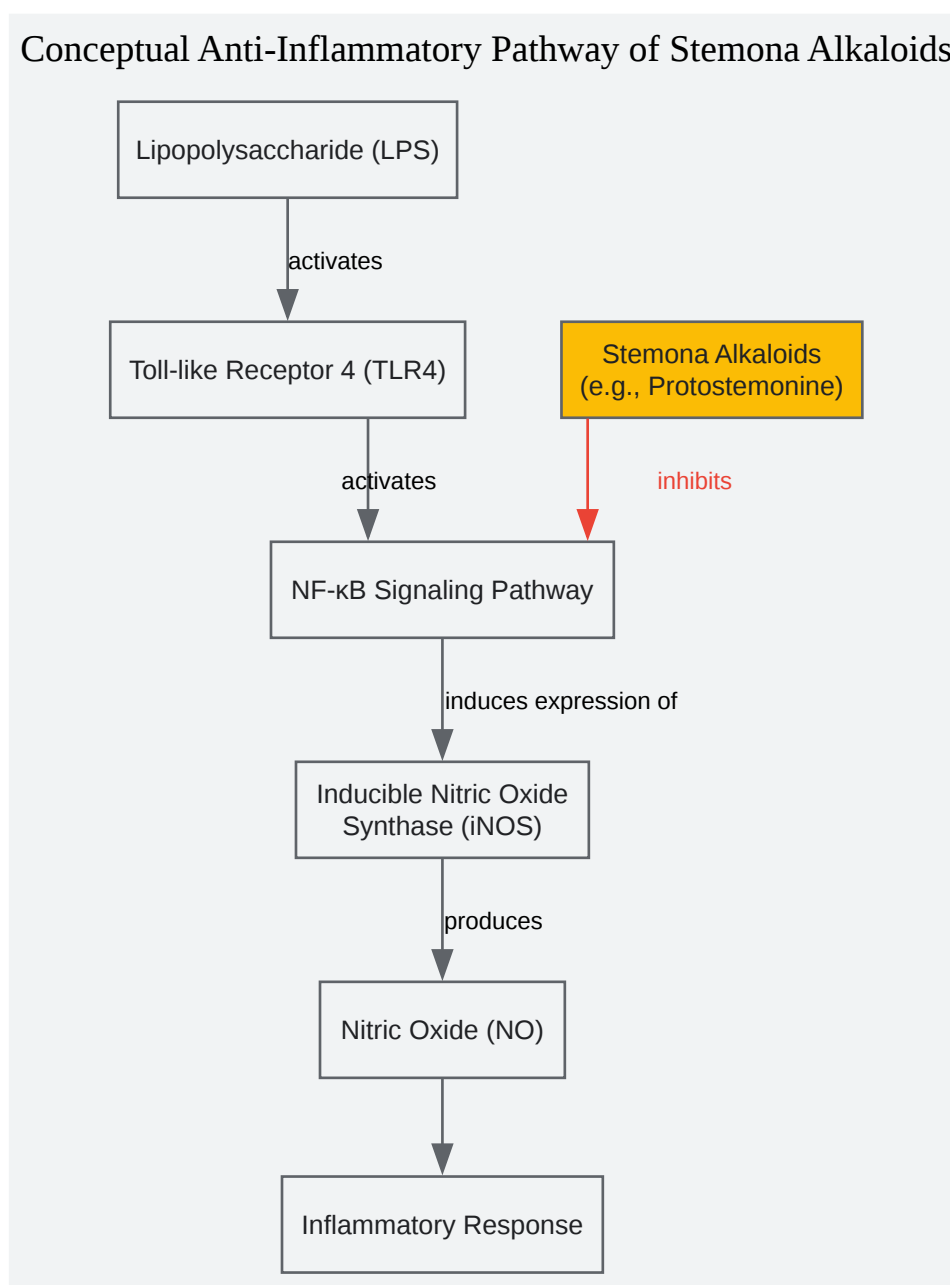 Conceptual Anti-Inflammatory Pathway of Stemona Alkaloids
Lipopolysaccharide (LPS)
activates
Toll-like Receptor 4 (TLR4)
Stemona Alkaloids
(e.g., Protostemonine)
activates
inhibits
NF-κB Signaling Pathway
induces expression of
Inducible Nitric Oxide
Synthase (iNOS)
produces
Nitric Oxide (NO)
Inflammatory Response